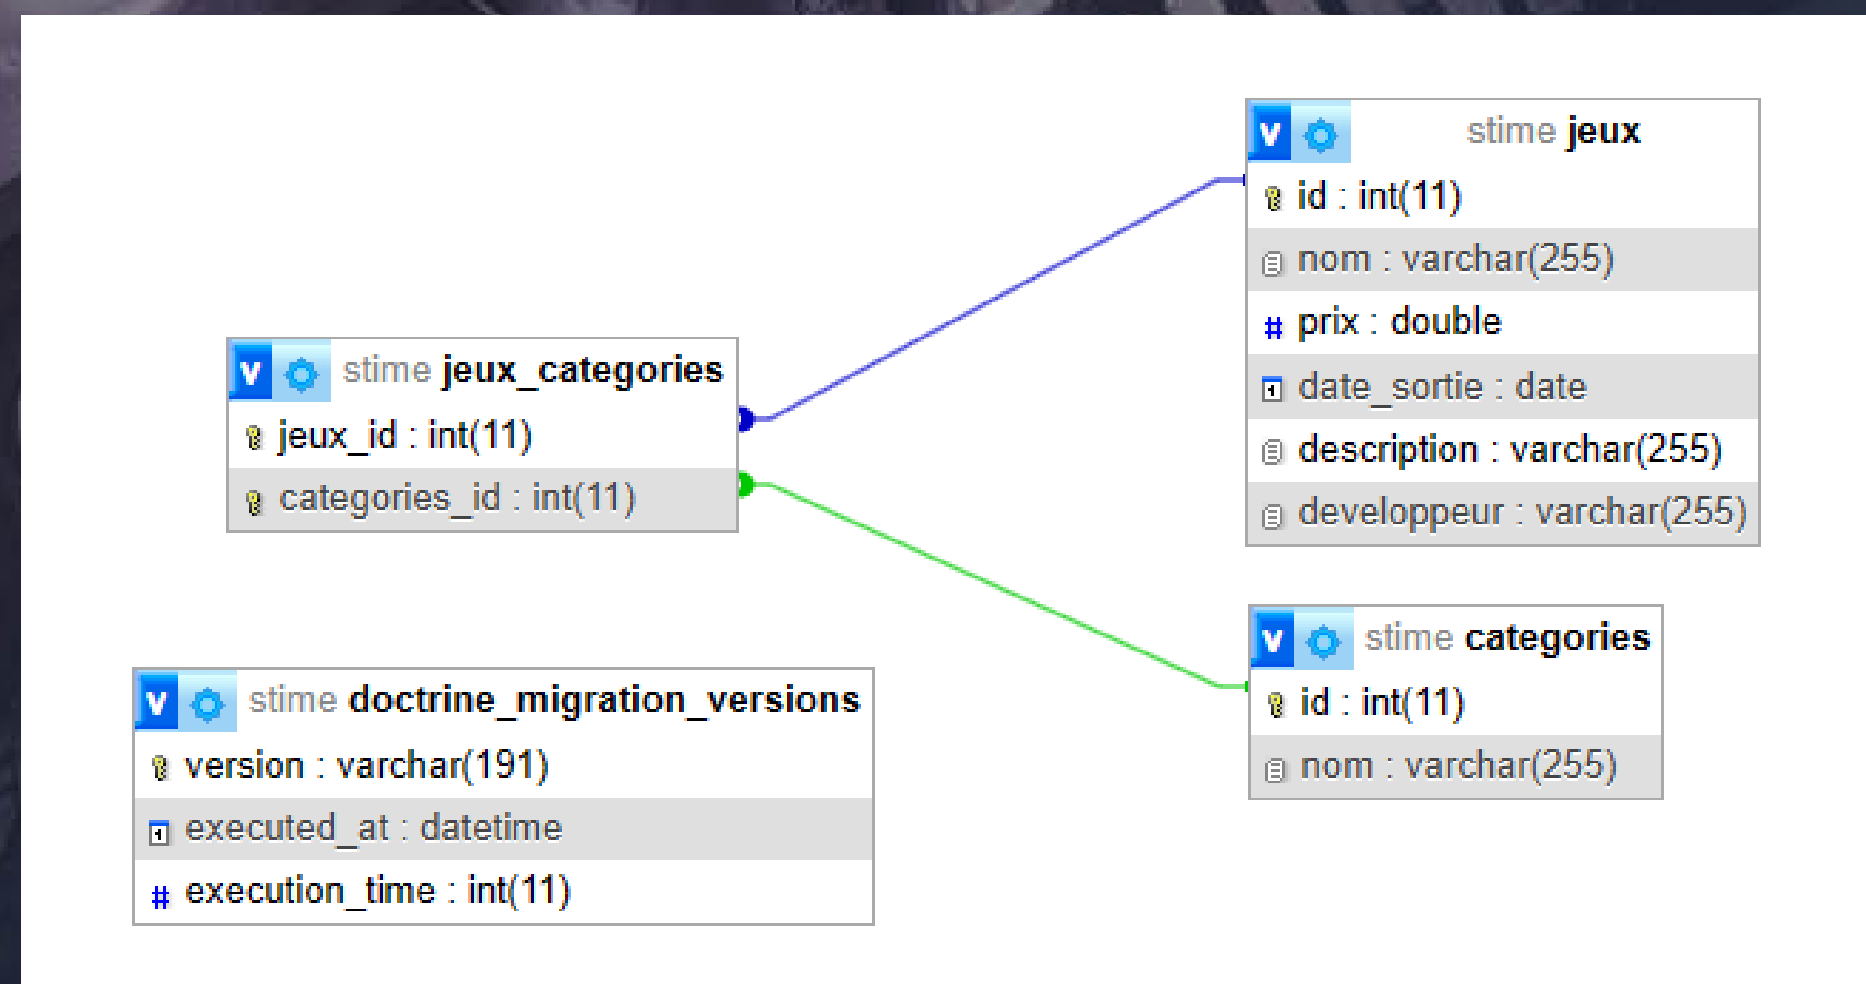 stime jeux
id : int(11)
nom : varchar(255)
prix : double
date_sortie : date
description : varchar(255)
developpeur : varchar(255)
stime jeux_categories
jeux_id : int(11)
categories_id : int(11)
stime categories
id : int(11)
nom : varchar(255)
stime doctrine_migration_versions
version : varchar(191)
executed_at : datetime
execution_time : int(11)